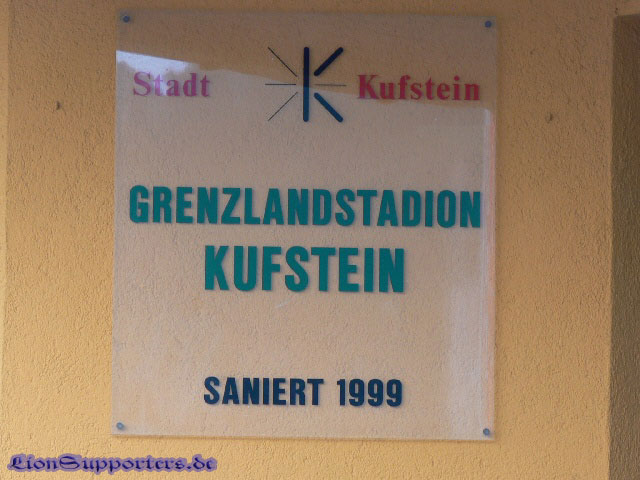 Stadt Kufstein
GRENZLANDSTADION
KUFSTEIN
SANIERT 1999
LionSupporters.de